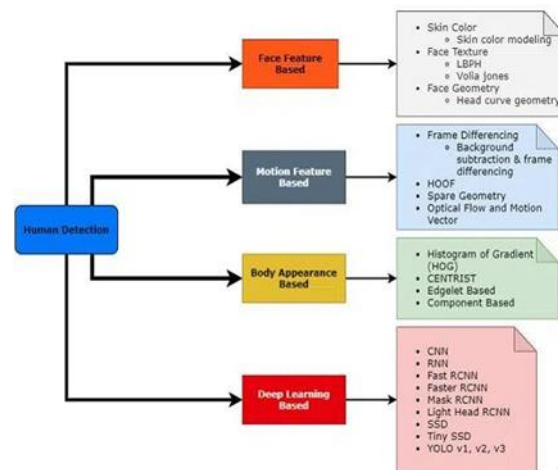 Human Detection
Face Feature
Based
• Skin Color
o Skin color modeling
• Face Texture
o LBPH
o Volia jones
• Face Geometry
o Head curve geometry
Motion Feature
Based
• Frame Differencing
o Background
subtraction & frame
differencing
• HOOF
• Spare Geometry
• Optical Flow and Motion
Vector
Body Appearance
Based
• Histogram of Gradient
(HOG)
• CENTRIST
• Edgelet Based
• Component Based
Deep Learning
Based
• CNN
• RNN
• Fast RCNN
• Faster RCNN
• Mask RCNN
• Light Head RCNN
• SSD
• Tiny SSD
• YOLO v1, v2, v3